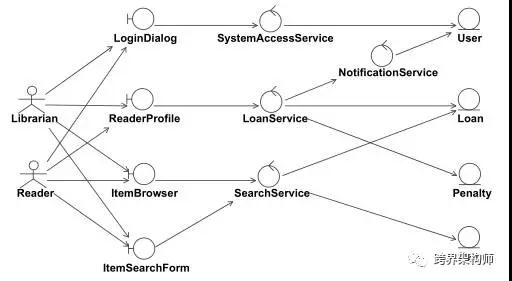 LoginDialog
SystemAccessService
User
NotificationService
Librarian
ReaderProfile
LoanService
Loan
Reader
ItemBrowser
SearchService
Penalty
ItemSearchForm
跨界架构师